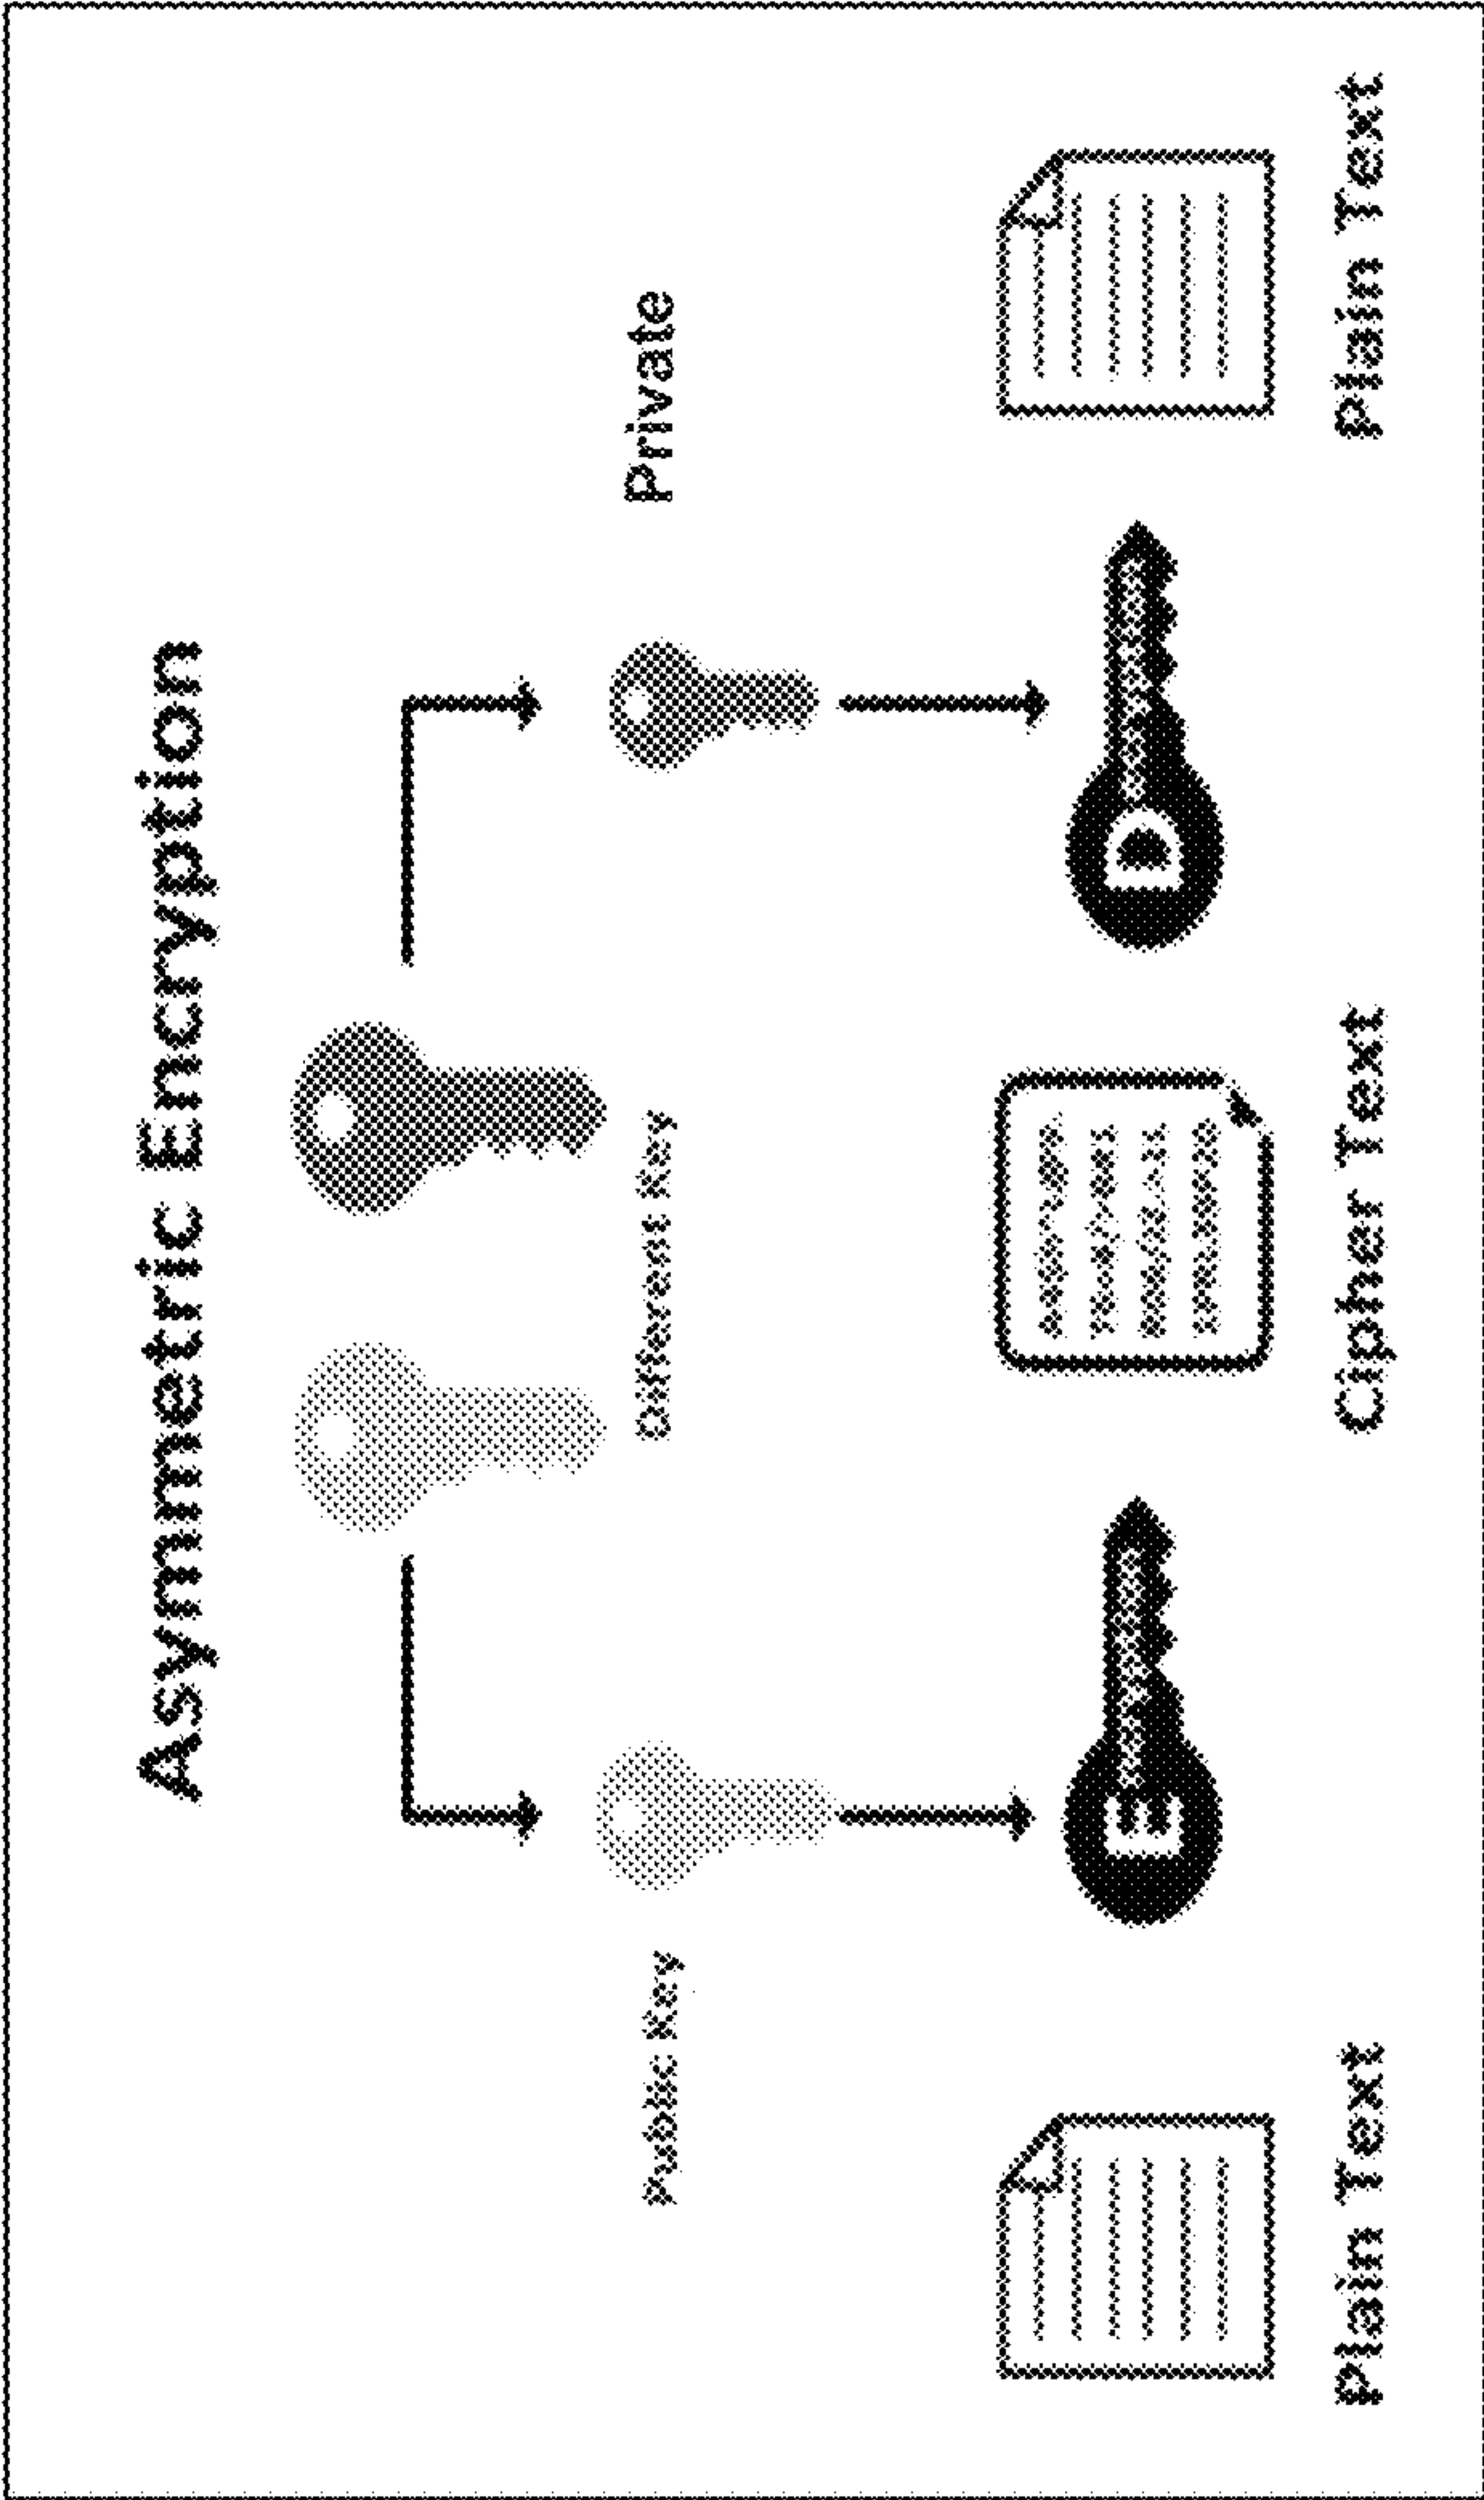 Asymmetric Encryption
Different Key
Public Key
Private
E
D
Plain Text
Cipher Text
Plain Text